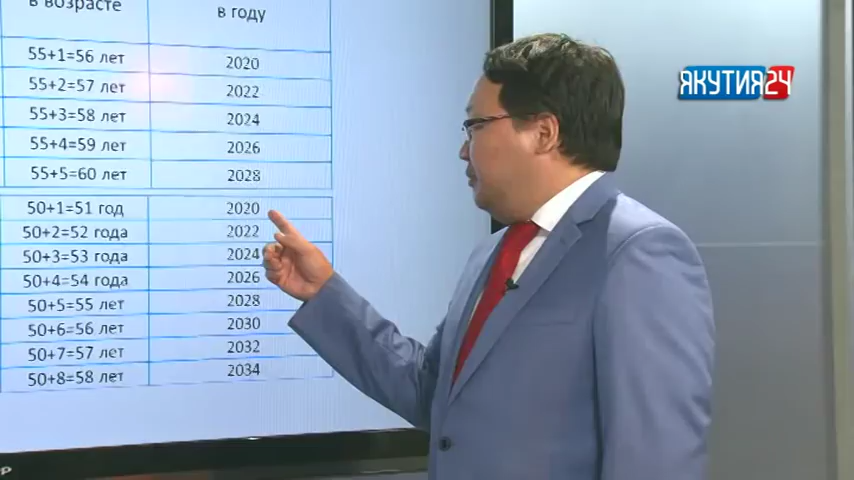 в возрасте в году
55+1=56 лет 2020
55+2=57 лет 2022
55+3=58 лет 2024
55+4=59 лет 2026
55+5=60 лет 2028
50+1=51 год 2020
50+2=52 года 2022
50+3=53 года 2024
50+4=54 года 2026
50+5=55 лет 2028
50+6=56 лет 2030
50+7=57 лет 2032
50+8=58 лет 2034
ЯКУТИЯ24